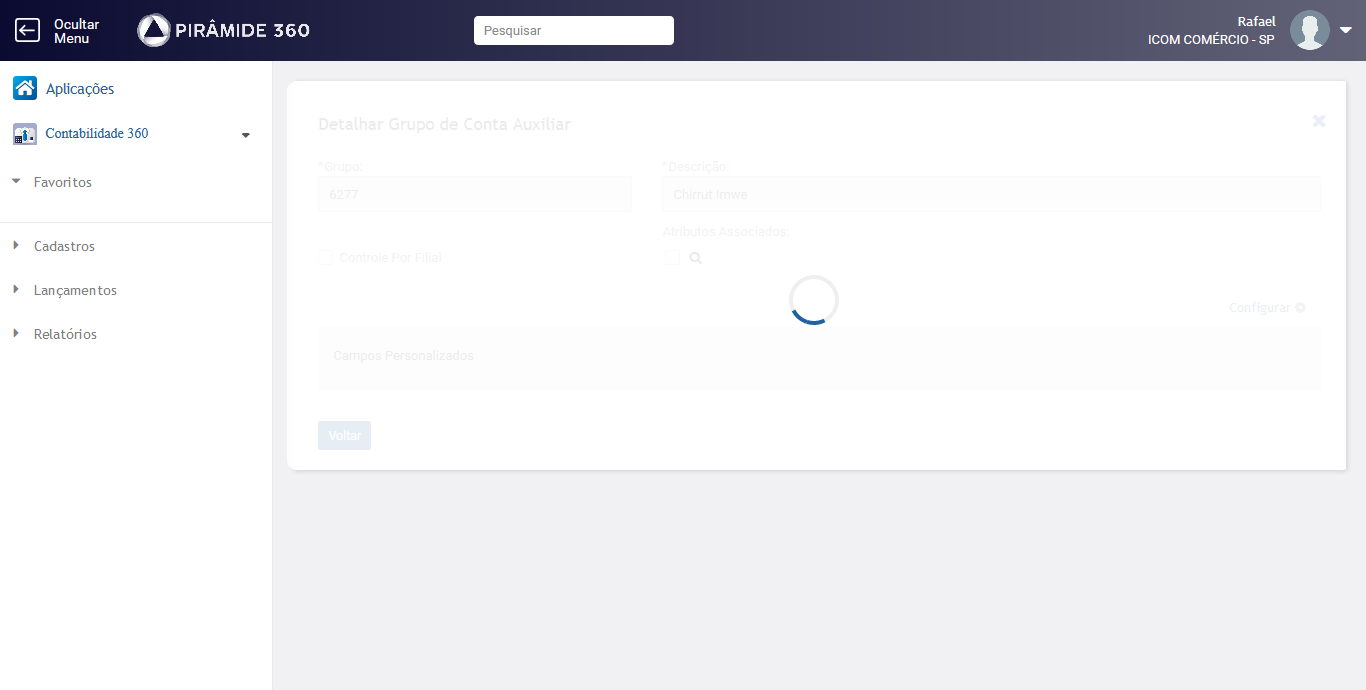 Ocultar
Menu
PIRÂMIDE 360
Pesquisar
Rafael
ICOM COMÉRCIO - SP
Aplicações
Contabilidade 360
Favoritos
Cadastros
Lançamentos
Relatórios
Detalhar Grupo de Conta Auxiliar
*Grupo:
*Descrição:
6277
Chirrut Imwe
Atributos Associados:
Controle Por Filial
Configurar
Campos Personalizados
Voltar